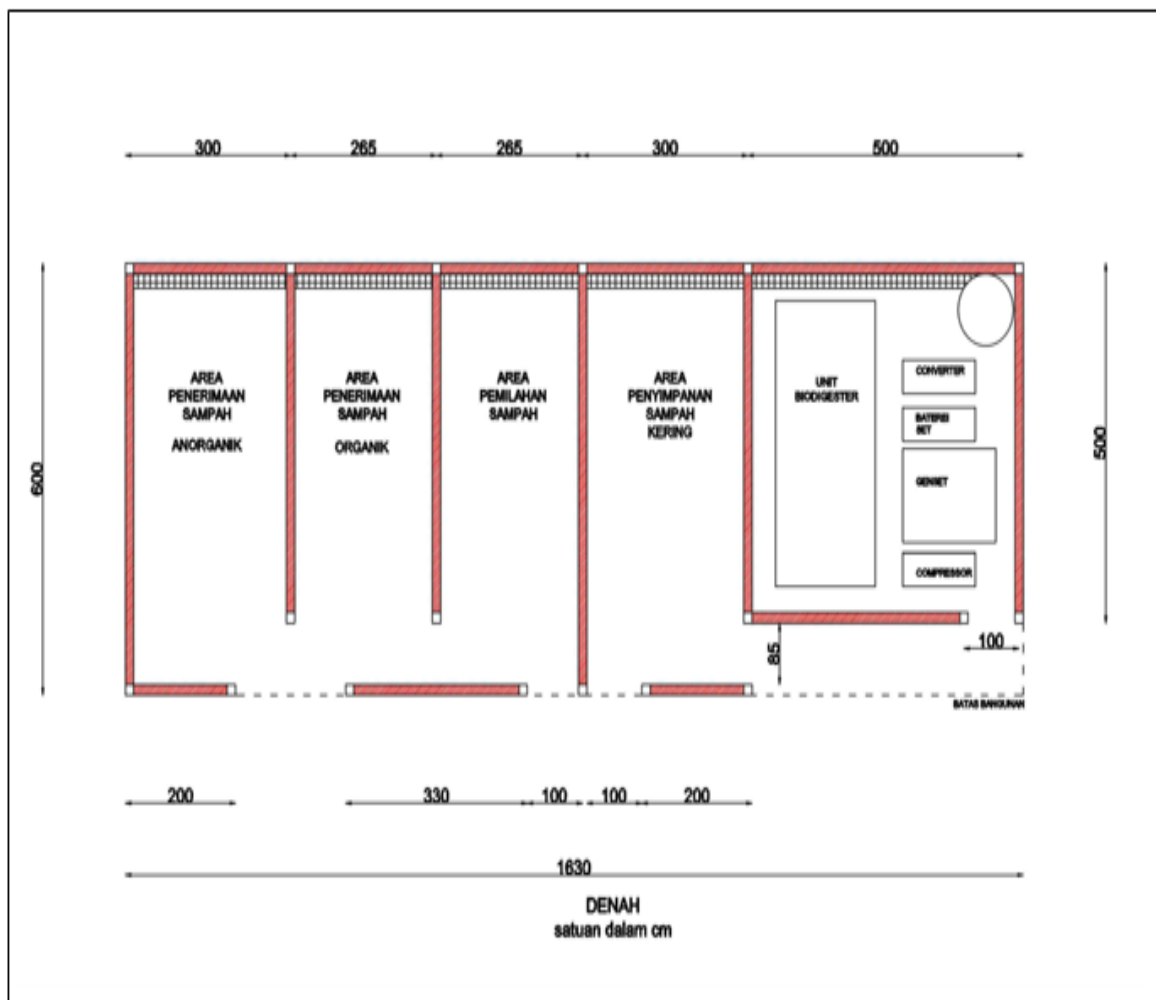 300
265
265
300
500
600
500
AREA
PENERIMAAN
SAMPAH
ANORGANIK
AREA
PENERIMAAN
SAMPAH
ORGANIK
AREA
PEMILAHAN
SAMPAH
AREA
PENYIMPANAN
SAMPAH
KERING
UNIT
BIODIGESTER
CONVERTER
BATEREI
SET
GENSET
COMPRESSOR
85
100
BATAS BANGUNAN
200
330
100
100
200
1630
DENAH
satuan dalam cm